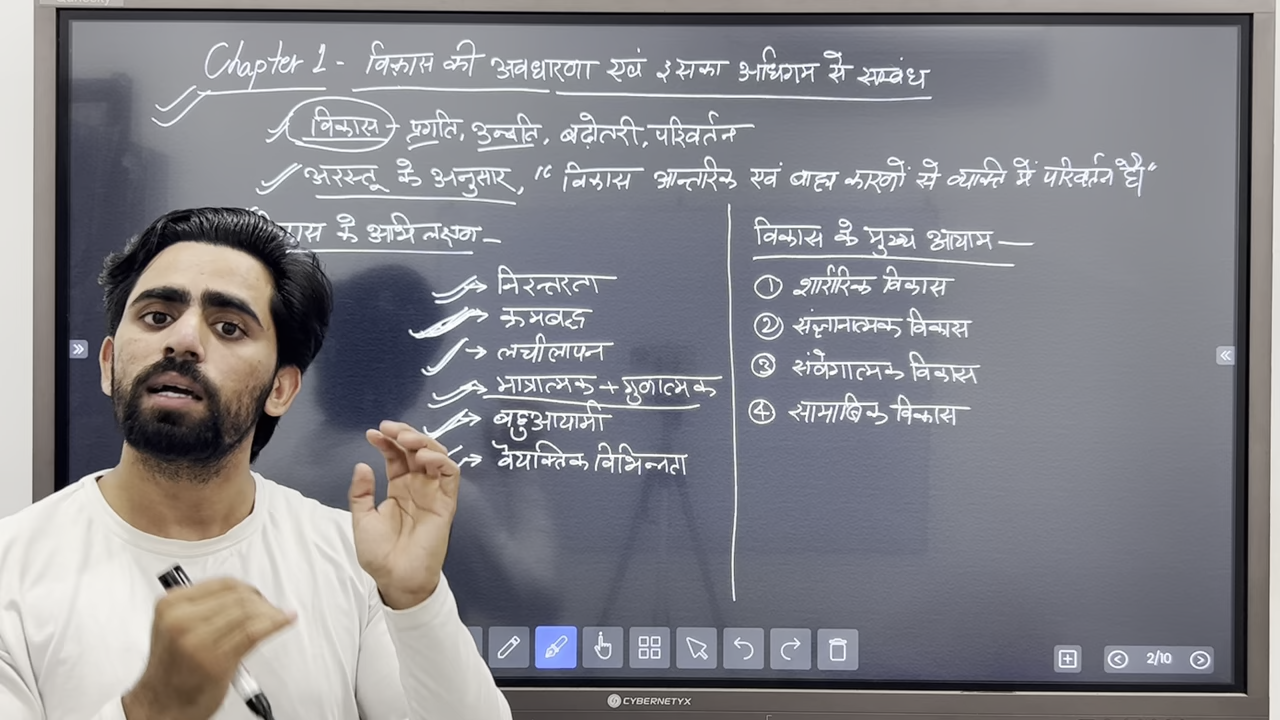 Chapter 1 - विकास की अवधारणा एवं इसका अधिगम से सम्बंध
विकास - प्रगति, उन्नति, बढ़ोतरी, परिवर्तन
अरस्तू के अनुसार, "विकास आन्तरिक एवं बाह्य कारणों से व्यक्ति में परिवर्तन है"
के अभिलक्षण -
→ निरन्तरता
→ क्रमबद्ध
→ लचीलापन
→ मात्रात्मक + गुणात्मक
→ बहुआयामी
→ वैयक्तिक विभिन्नता
विकास के मुख्य आयाम —
① शारीरिक विकास
② संज्ञानात्मक विकास
③ संवेगात्मक विकास
④ सामाजिक विकास
2/10
CYBERNETYX